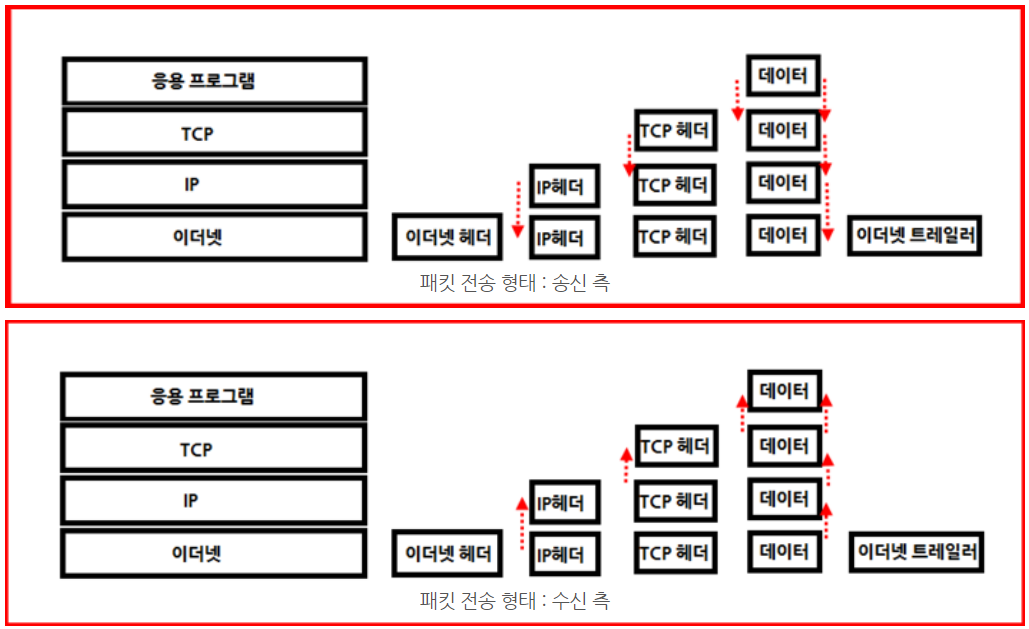 응용 프로그램 데이터
TCP TCP 헤더 데이터
IP IP헤더 TCP 헤더 데이터
이더넷 이더넷 헤더 IP헤더 TCP 헤더 데이터 이더넷 트레일러
패킷 전송 형태 : 송신 측
응용 프로그램 데이터
TCP TCP 헤더 데이터
IP IP헤더 TCP 헤더 데이터
이더넷 이더넷 헤더 IP헤더 TCP 헤더 데이터 이더넷 트레일러
패킷 전송 형태 : 수신 측